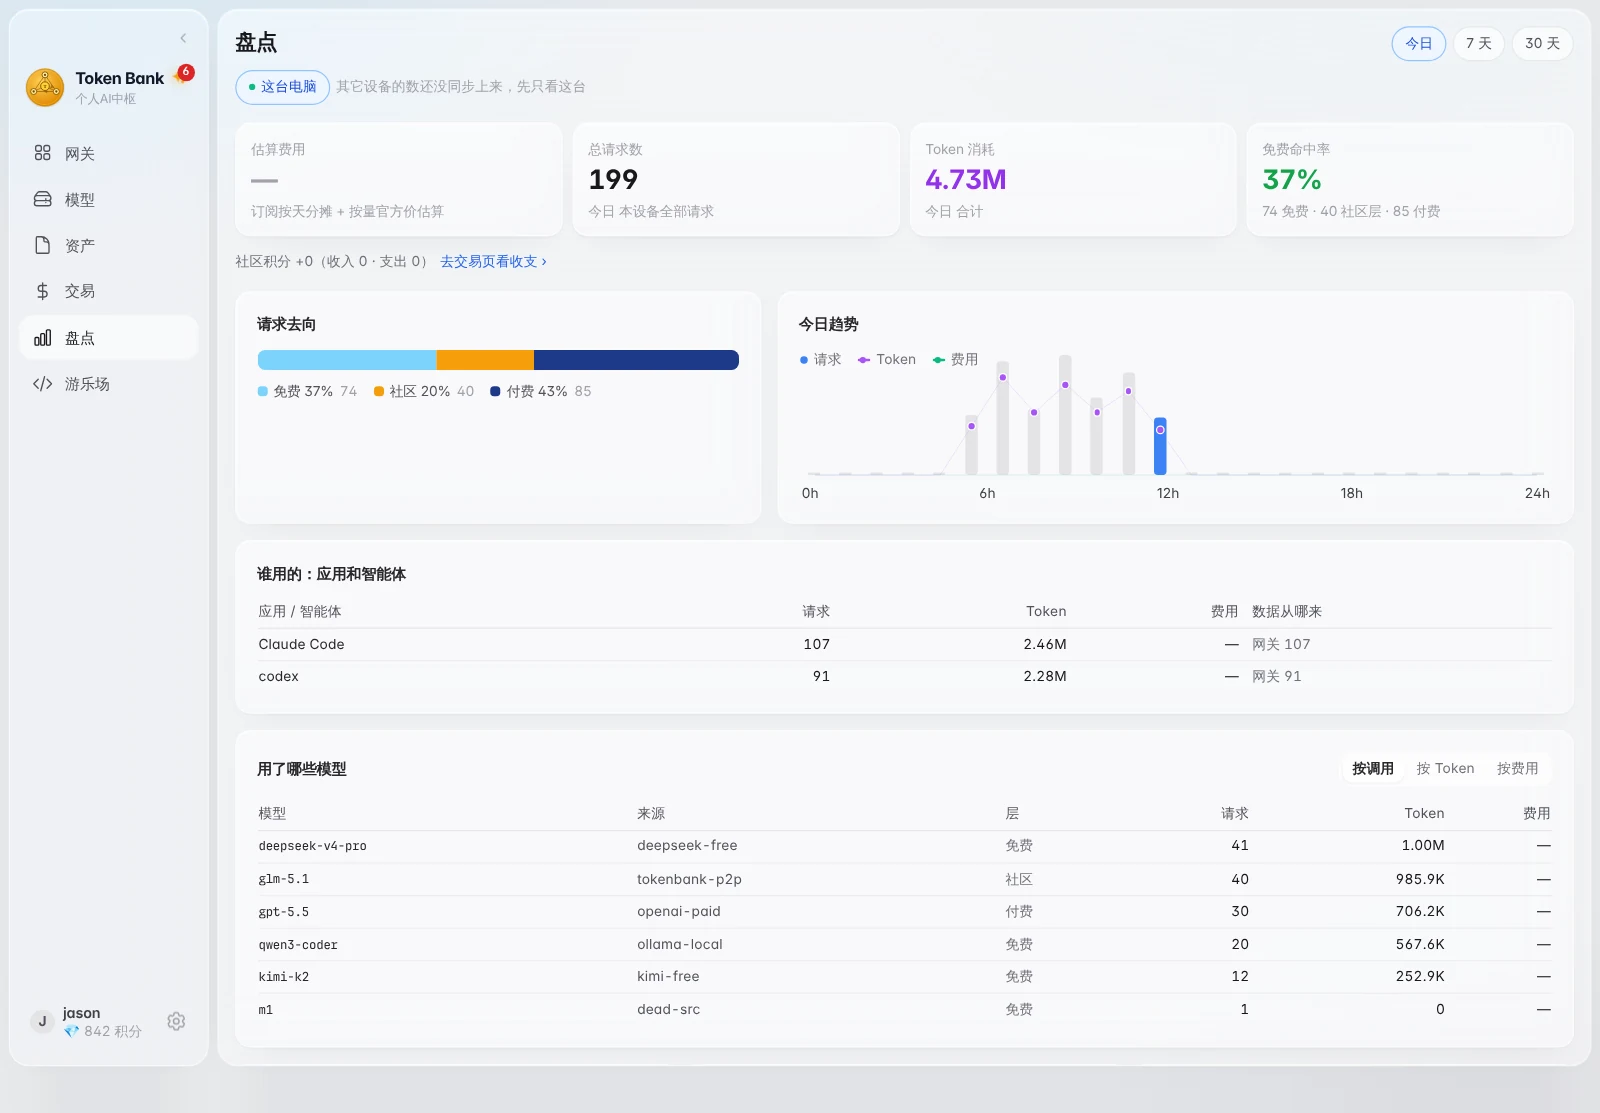 Token Bank
6
个人AI中枢
网关
模型
资产
交易
盘点
游乐场
J
jason
842 积分
盘点
今日
7 天
30 天
这台电脑 其它设备的数还没同步上来，先只看这台
估算费用
—
订阅按天分摊 + 按量官方价估算
总请求数
199
今日 本设备全部请求
Token 消耗
4.73M
今日 合计
免费命中率
37%
74 免费 · 40 社区层 · 85 付费
社区积分 +0（收入 0 · 支出 0） 去交易页看收支 ›
请求去向
免费 37% 74 社区 20% 40 付费 43% 85
今日趋势
请求 Token 费用
0h 6h 12h 18h 24h
谁用的：应用和智能体
应用 / 智能体 请求 Token 费用 数据从哪来
Claude Code 107 2.46M — 网关 107
codex 91 2.28M — 网关 91
用了哪些模型
按调用 按 Token 按费用
模型 来源 层 请求 Token 费用
deepseek-v4-pro deepseek-free 免费 41 1.00M —
glm-5.1 tokenbank-p2p 社区 40 985.9K —
gpt-5.5 openai-paid 付费 30 706.2K —
qwen3-coder ollama-local 免费 20 567.6K —
kimi-k2 kimi-free 免费 12 252.9K —
m1 dead-src 免费 1 0 —